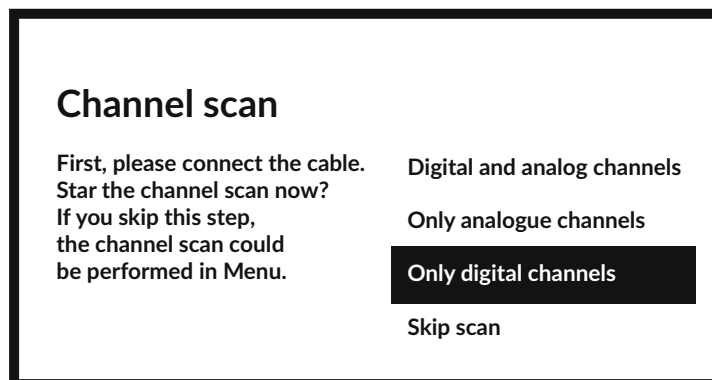 Channel scan
First, please connect the cable.
Star the channel scan now?
If you skip this step,
the channel scan could
be performed in Menu.
Digital and analog channels
Only analogue channels
Only digital channels
Skip scan